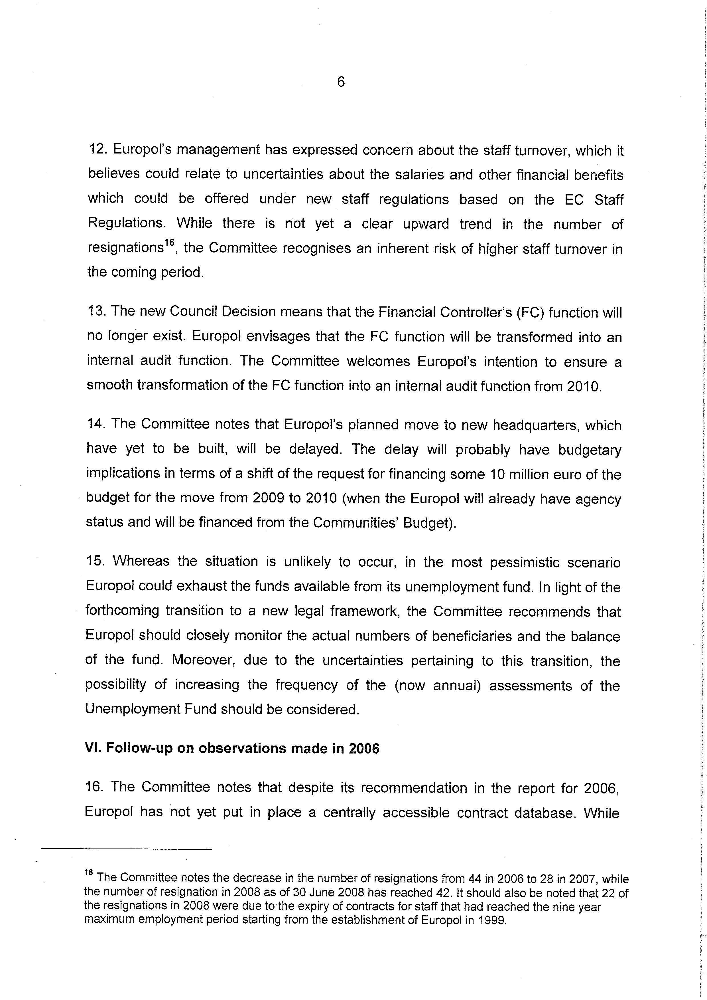 6
12. Europol's management has expressed concern about the staff turnover, which it
believes could relate to uncertainties about the salaries and other financial benefits
which could be offered under new staff regulations based on the EC Staff
Regulations. While there is not yet a clear upward trend in the number of
resignations16, the Committee recognises an inherent risk of higher staff turnover in
the coming period.
13. The new Council Decision means that the Financial Controller's (FC) function will
no longer exist. Europol envisages that the FC function will be transformed into an
internal audit function. The Committee welcomes Europol's intention to ensure a
smooth transformation of the FC function into an internal audit function from 2010.
14. The Committee notes that Europol's planned move to new headquarters, which
have yet to be built, will be delayed. The delay will probably have budgetary
implications in terms of a shift of the request for financing some 10 million euro of the
budget for the move from 2009 to 2010 (when the Europol will already have agency
status and will be financed from the Communities' Budget).
15. Whereas the situation is unlikely to occur, in the most pessimistic scenario
Europol could exhaust the funds available from its unemployment fund. In light of the
forthcoming transition to a new legal framework, the Committee recommends that
Europol should closely monitor the actual numbers of beneficiaries and the balance
of the fund. Moreover, due to the uncertainties pertaining to this transition, the
possibility of increasing the frequency of the (now annual) assessments of the
Unemployment Fund should be considered.
VI. Follow-up on observations made in 2006
16. The Committee notes that despite its recommendation in the report for 2006,
Europol has not yet put in place a centrally accessible contract database. While
16 The Committee notes the decrease in the number of resignations from 44 in 2006 to 28 in 2007, while
the number of resignation in 2008 as of 30 June 2008 has reached 42. It should also be noted that 22 of
the resignations in 2008 were due to the expiry of contracts for staff that had reached the nine year
maximum employment period starting from the establishment of Europol in 1999.